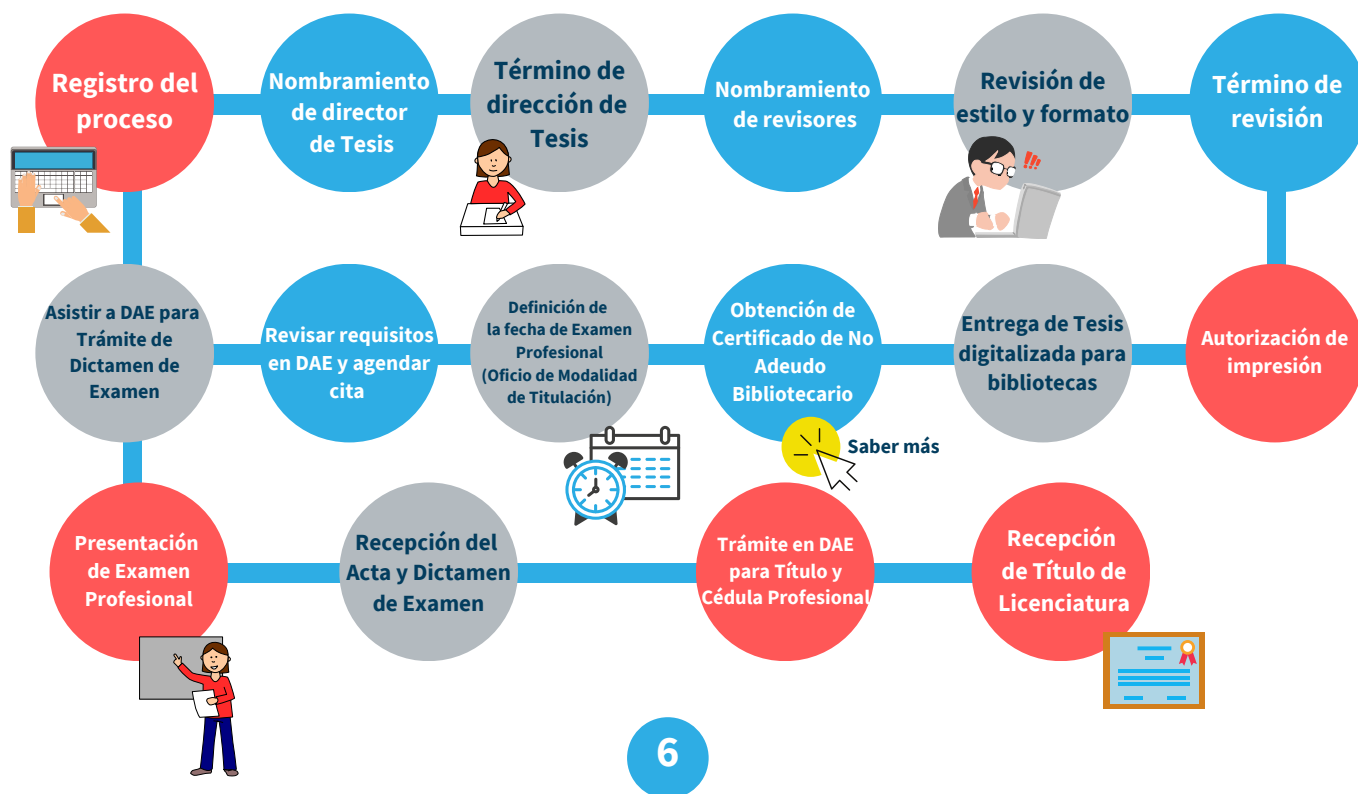 Registro del
proceso
Nombramiento
de director
de Tesis
Término de
dirección de
Tesis
Nombramiento
de revisores
Revisión de
estilo y formato
Término de
revisión
Asistir a DAE para
Trámite de
Dictamen de
Examen
Revisar requisitos
en DAE y agendar
cita
Definición de
la fecha de Examen
Profesional
(Oficio de Modalidad
de Titulación)
Obtención de
Certificado de No
Adeudo
Bibliotecario
Entrega de Tesis
digitalizada para
bibliotecas
Autorización de
impresión
Saber más
Presentación
de Examen
Profesional
Recepción del
Acta y Dictamen
de Examen
Trámite en DAE
para Título y
Cédula Profesional
Recepción
de Título de
Licenciatura
6